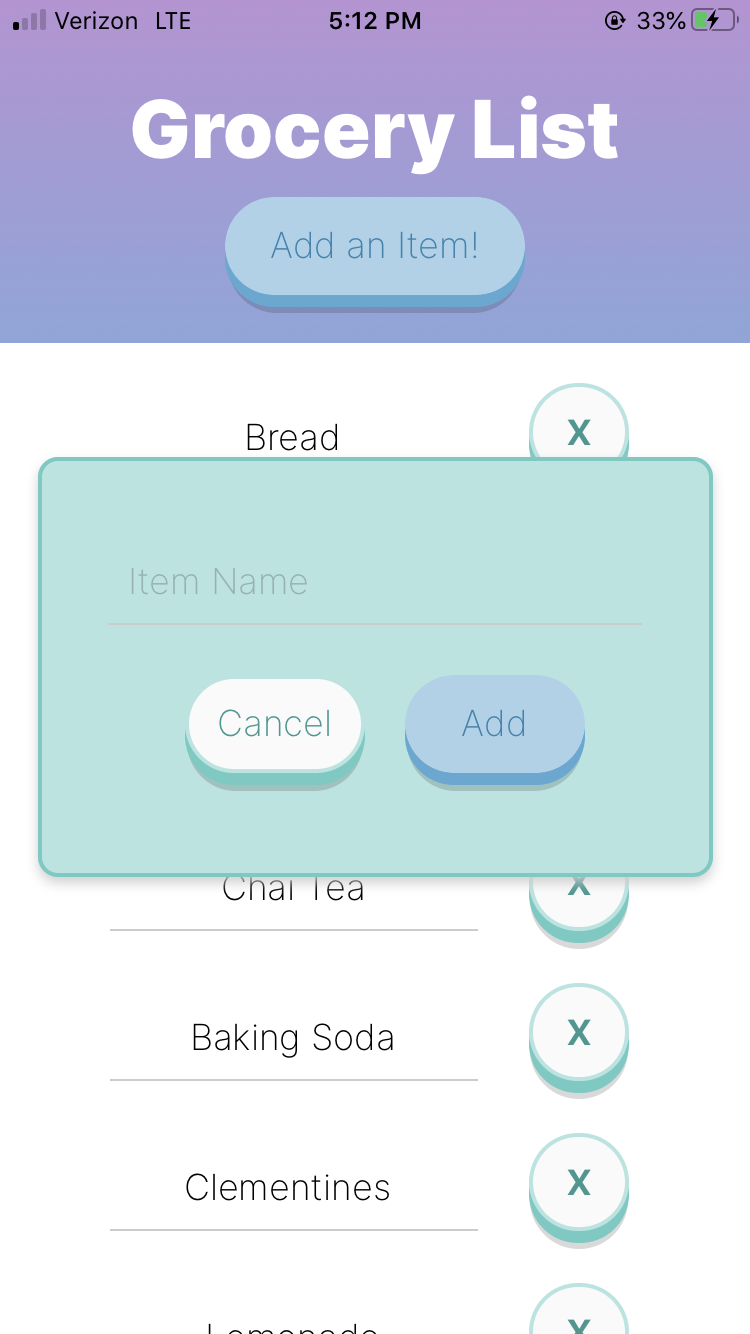 Verizon LTE 5:12 PM 33%
Grocery List
Add an Item!
Bread X
Item Name
Cancel Add
Chai Tea X
Baking Soda X
Clementines X
Lemonade X